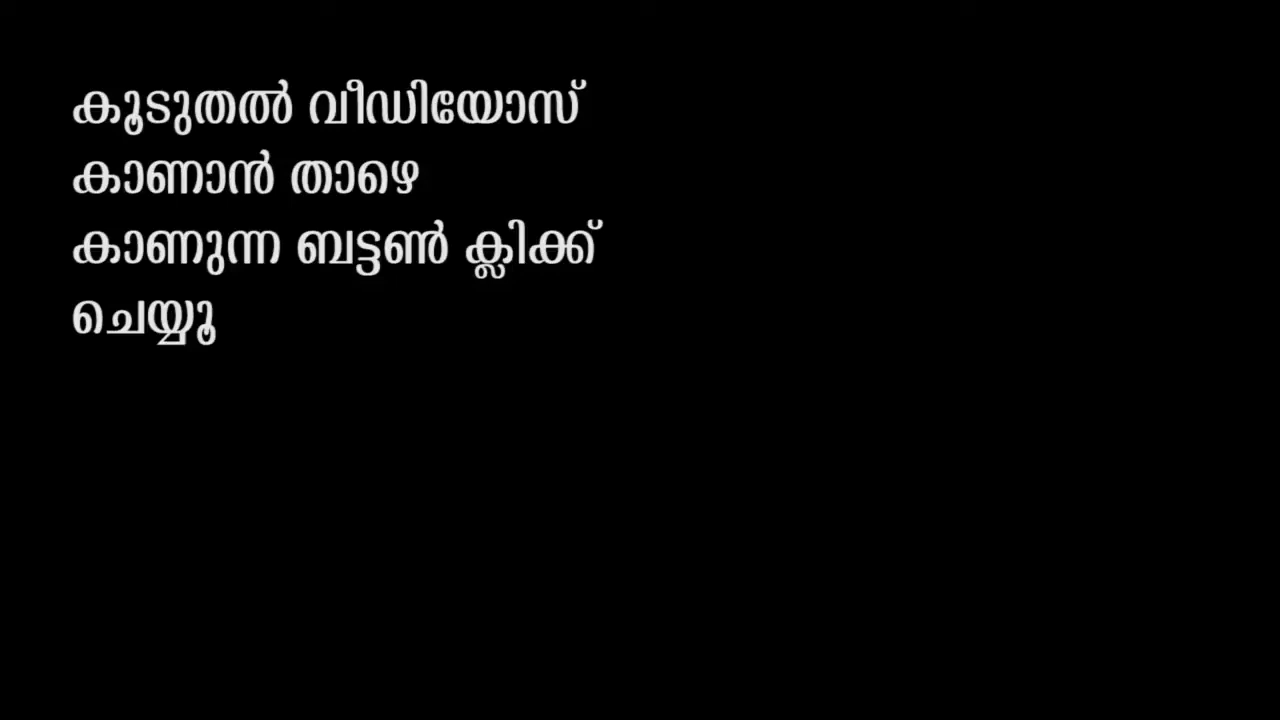 കൂടുതൽ വീഡിയോസ്
കാണാൻ താഴെ
കാണുന്ന ബട്ടൺ ക്ലിക്ക്
ചെയ്യൂ